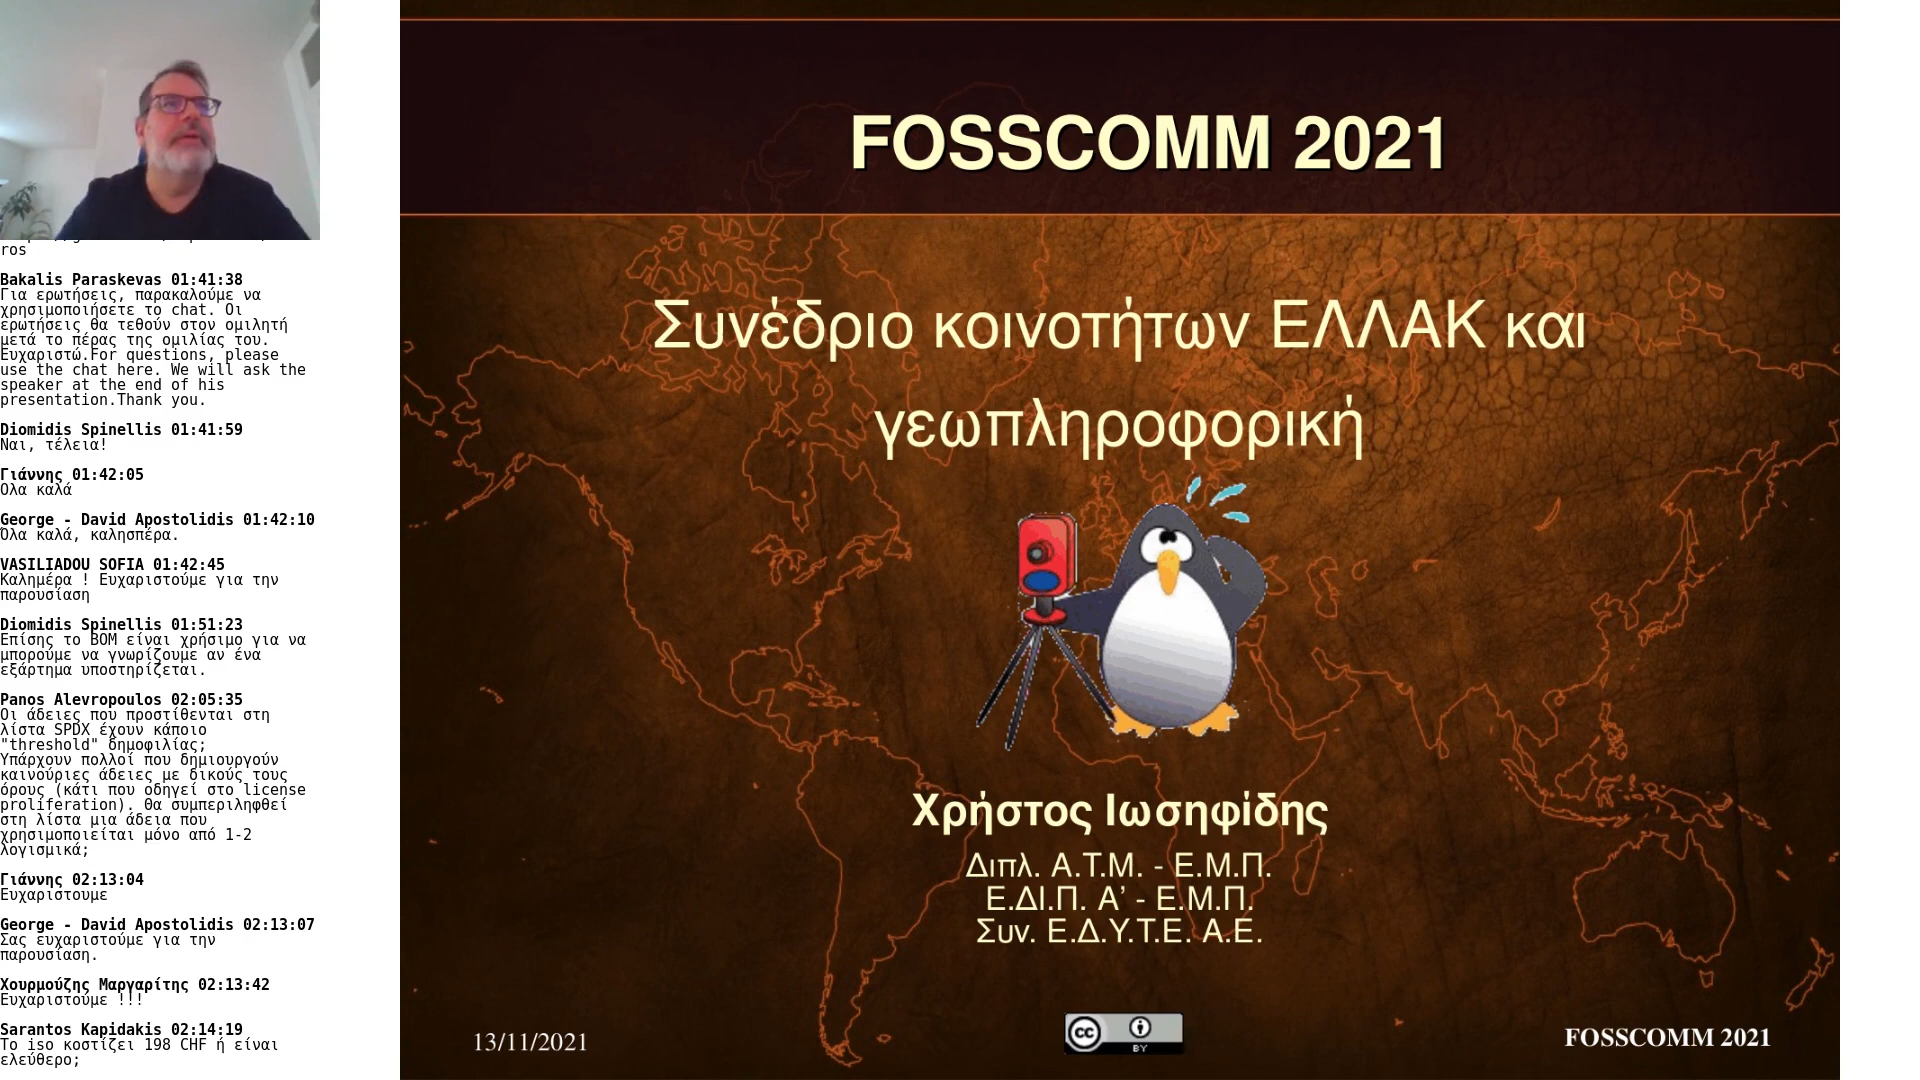 ros
Bakalis Paraskevas 01:41:38
Για ερωτήσεις, παρακαλούμε να
χρησιμοποιήσετε το chat. Οι
ερωτήσεις θα τεθούν στον ομιλητή
μετά το πέρας της ομιλίας του.
Ευχαριστώ.For questions, please
use the chat here. We will ask the
speaker at the end of his
presentation.Thank you.
Diomidis Spinellis 01:41:59
Ναι, τέλεια!
Γιάννης 01:42:05
Ολα καλά
George - David Apostolidis 01:42:10
Όλα καλά, καλησπέρα.
VASILIADOU SOFIA 01:42:45
Καλημέρα ! Ευχαριστούμε για την
παρουσίαση
Diomidis Spinellis 01:51:23
Επίσης το BOM είναι χρήσιμο για να
μπορούμε να γνωρίζουμε αν ένα
εξάρτημα υποστηρίζεται.
Panos Alevropoulos 02:05:35
Οι άδειες που προστίθενται στη
λίστα SPDX έχουν κάποιο
"threshold" δημοφιλίας;
Υπάρχουν πολλοί που δημιουργούν
καινούριες άδειες με δικούς τους
όρους (κάτι που οδηγεί στο license
proliferation). Θα συμπεριληφθεί
στη λίστα μια άδεια που
χρησιμοποιείται μόνο από 1-2
λογισμικά;
Γιάννης 02:13:04
Ευχαριστουμε
George - David Apostolidis 02:13:07
Σας ευχαριστούμε για την
παρουσίαση.
Χουρμούζης Μαργαρίτης 02:13:42
Ευχαριστούμε !!!
Sarantos Kapidakis 02:14:19
Το iso κοστίζει 198 CHF ή είναι
ελεύθερο;
FOSSCOMM 2021
Συνέδριο κοινοτήτων ΕΛΛΑΚ και
γεωπληροφορική
Χρήστος Ιωσηφίδης
Διπλ. Α.Τ.Μ. - Ε.Μ.Π.
Ε.ΔΙ.Π. Α’ - Ε.Μ.Π.
Συν. Ε.Δ.Υ.Τ.Ε. Α.Ε.
13/11/2021
cc
BY
FOSSCOMM 2021